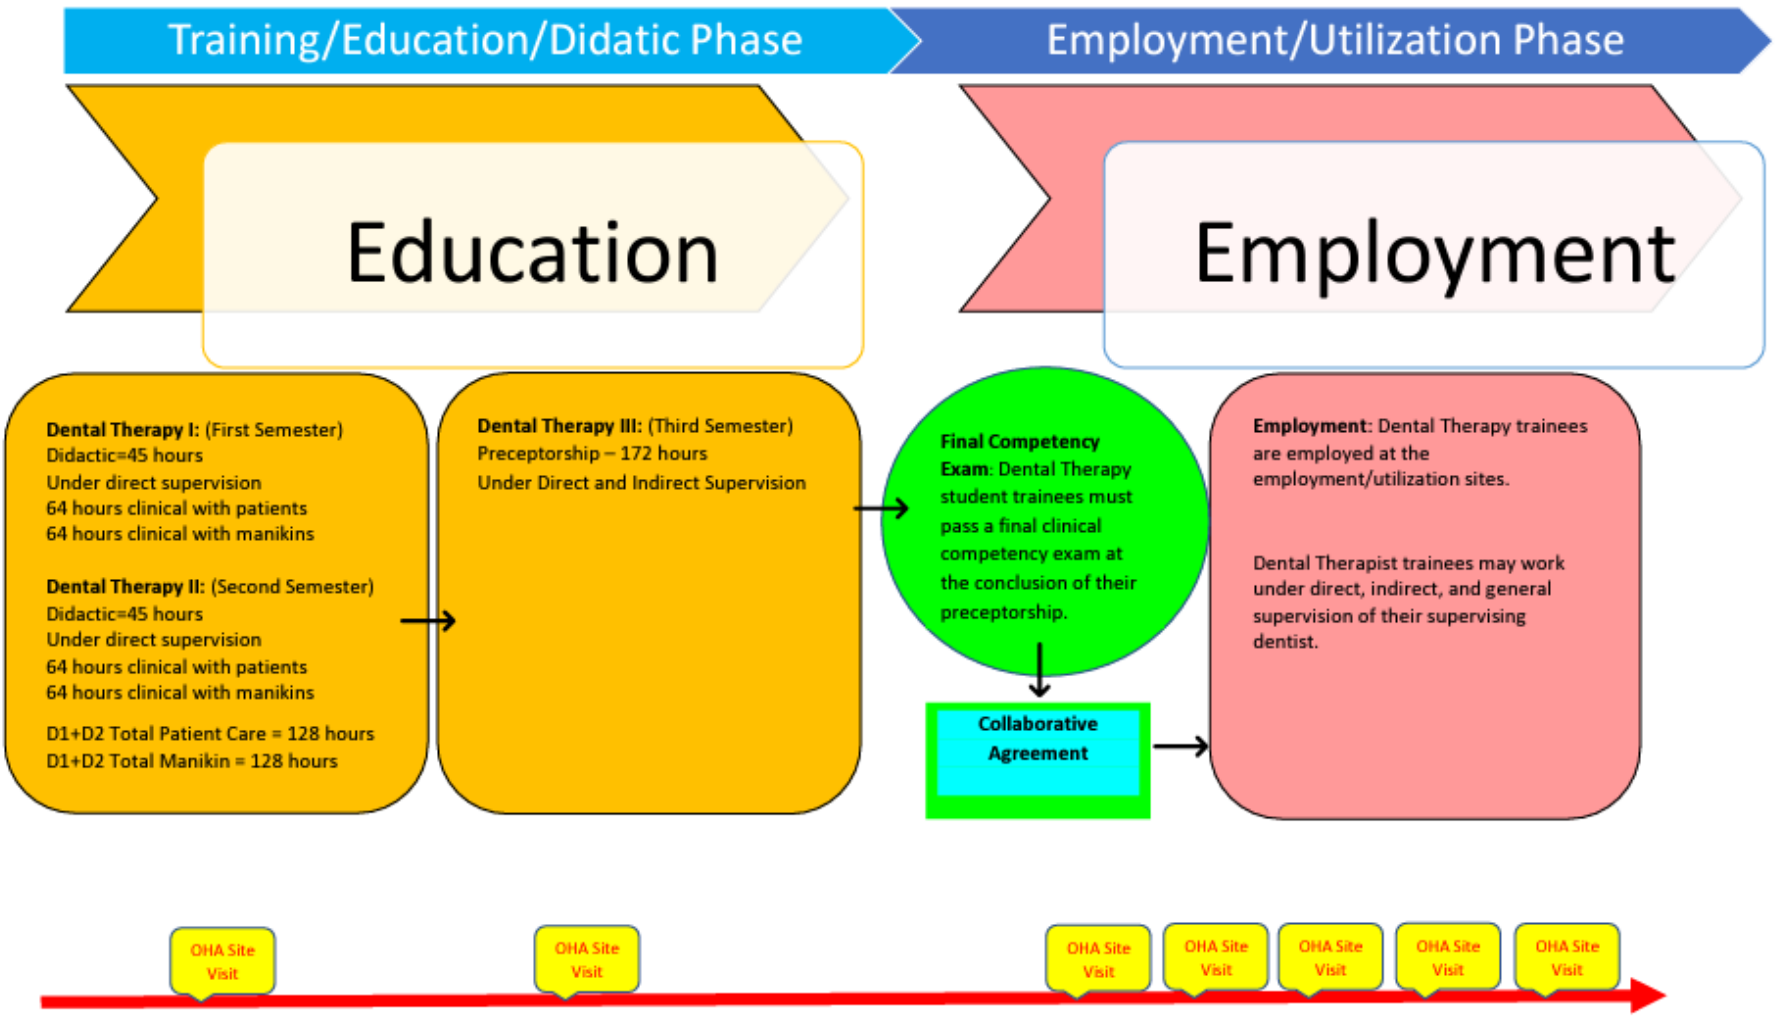 Training/Education/Didatic Phase
Employment/Utilization Phase
Education
Employment
Dental Therapy I: (First Semester)
Didactic=45 hours
Under direct supervision
64 hours clinical with patients
64 hours clinical with manikins
Dental Therapy II: (Second Semester)
Didactic=45 hours
Under direct supervision
64 hours clinical with patients
64 hours clinical with manikins
D1+D2 Total Patient Care = 128 hours
D1+D2 Total Manikin = 128 hours
Dental Therapy III: (Third Semester)
Preceptorship – 172 hours
Under Direct and Indirect Supervision
Final Competency
Exam: Dental Therapy
student trainees must
pass a final clinical
competency exam at
the conclusion of their
preceptorship.
Collaborative
Agreement
Employment: Dental Therapy trainees
are employed at the
employment/utilization sites.
Dental Therapist trainees may work
under direct, indirect, and general
supervision of their supervising
dentist.
OHA Site
Visit
OHA Site
Visit
OHA Site
Visit
OHA Site
Visit
OHA Site
Visit
OHA Site
Visit
OHA Site
Visit